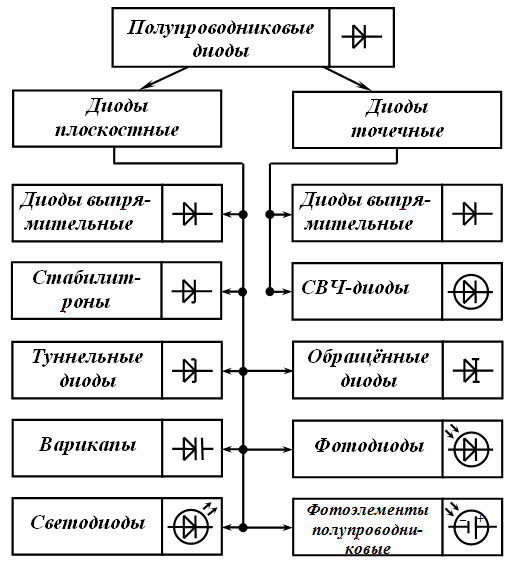 Полупроводниковые
диоды
Диоды
плоскостные
Диоды
точечные
Диоды выпря-
мительные
Диоды выпря-
мительные
Стабилит-
роны
СВЧ-диоды
Туннельные
диоды
Обращённые
диоды
Варикапы
Фотодиоды
Светодиоды
Фотоэлементы
полупроводни-
ковые